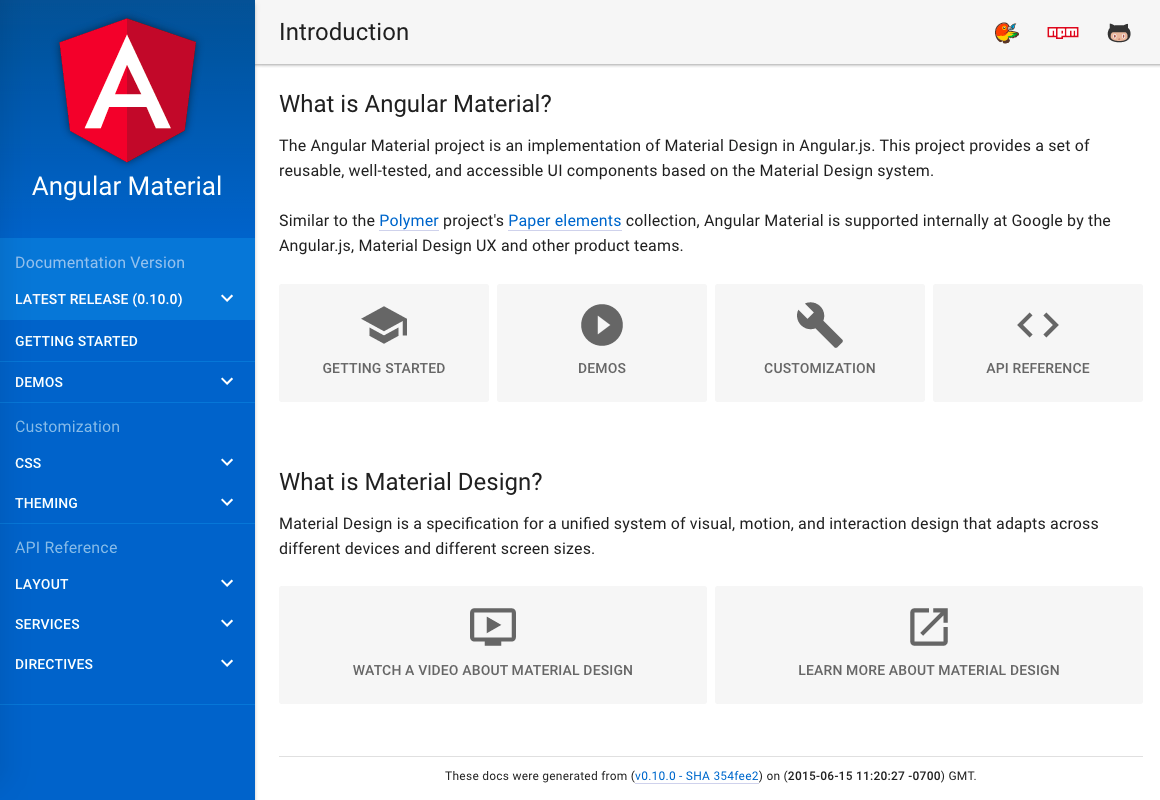 Introduction
npm
A
Angular Material
Documentation Version
LATEST RELEASE (0.10.0)
GETTING STARTED
DEMOS
Customization
CSS
THEMING
API Reference
LAYOUT
SERVICES
DIRECTIVES
What is Angular Material?
The Angular Material project is an implementation of Material Design in Angular.js. This project provides a set of
reusable, well-tested, and accessible UI components based on the Material Design system.
Similar to the Polymer project's Paper elements collection, Angular Material is supported internally at Google by the
Angular.js, Material Design UX and other product teams.
GETTING STARTED
DEMOS
CUSTOMIZATION
API REFERENCE
What is Material Design?
Material Design is a specification for a unified system of visual, motion, and interaction design that adapts across
different devices and different screen sizes.
WATCH A VIDEO ABOUT MATERIAL DESIGN
LEARN MORE ABOUT MATERIAL DESIGN
These docs were generated from (v0.10.0 - SHA 354fee2) on (2015-06-15 11:20:27 -0700) GMT.